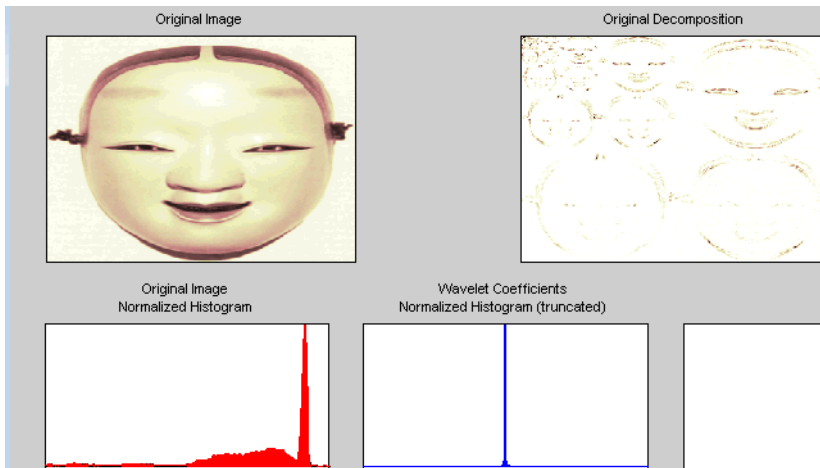 Original Image
Original Decomposition
Original Image
Normalized Histogram
Wavelet Coefficients
Normalized Histogram (truncated)